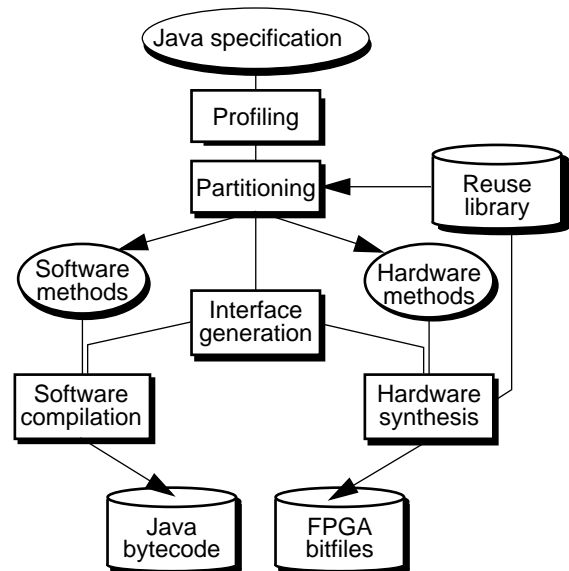 Java specification
Profiling
Partitioning
Reuse
library
Software
methods
Hardware
methods
Interface
generation
Software
compilation
Hardware
synthesis
Java
bytecode
FPGA
bitfiles